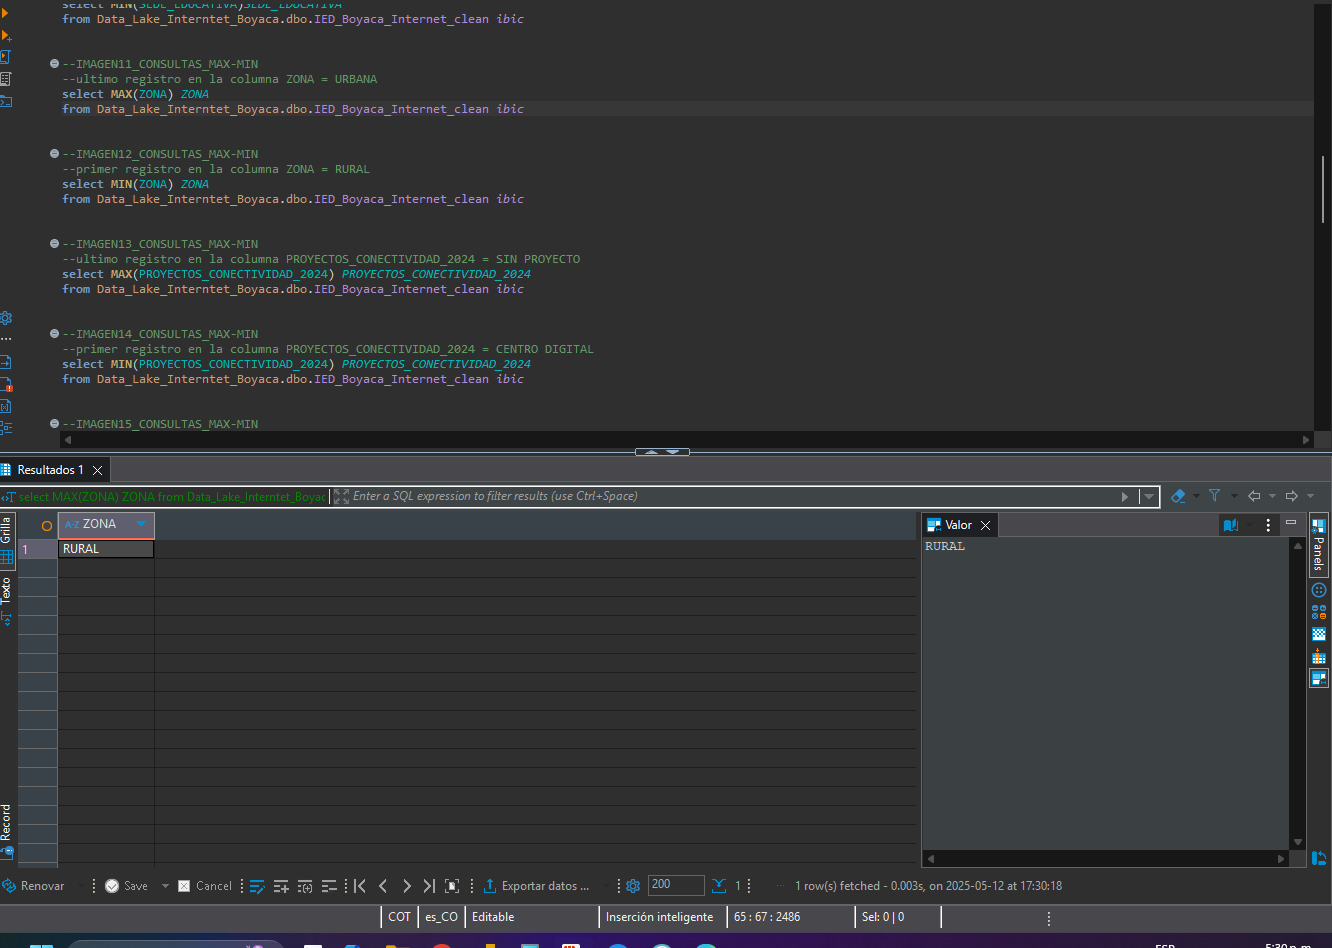 select MIN(SEDE_EDUCATIVA)SEDE_EDUCATIVA
from Data_Lake_Interntet_Boyaca.dbo.IED_Boyaca_Internet_clean ibic
--IMAGEN11_CONSULTAS_MAX-MIN
--ultimo registro en la columna ZONA = URBANA
select MAX(ZONA) ZONA
from Data_Lake_Interntet_Boyaca.dbo.IED_Boyaca_Internet_clean ibic
--IMAGEN12_CONSULTAS_MAX-MIN
--primer registro en la columna ZONA = RURAL
select MIN(ZONA) ZONA
from Data_Lake_Interntet_Boyaca.dbo.IED_Boyaca_Internet_clean ibic
--IMAGEN13_CONSULTAS_MAX-MIN
--ultimo registro en la columna PROYECTOS_CONECTIVIDAD_2024 = SIN PROYECTO
select MAX(PROYECTOS_CONECTIVIDAD_2024) PROYECTOS_CONECTIVIDAD_2024
from Data_Lake_Interntet_Boyaca.dbo.IED_Boyaca_Internet_clean ibic
--IMAGEN14_CONSULTAS_MAX-MIN
--primer registro en la columna PROYECTOS_CONECTIVIDAD_2024 = CENTRO DIGITAL
select MIN(PROYECTOS_CONECTIVIDAD_2024) PROYECTOS_CONECTIVIDAD_2024
from Data_Lake_Interntet_Boyaca.dbo.IED_Boyaca_Internet_clean ibic
--IMAGEN15_CONSULTAS_MAX-MIN
Resultados 1
select MAX(ZONA) ZONA from Data_Lake_Interntet_Boyac Enter a SQL expression to filter results (use Ctrl+Space)
Grilla
Texto
Record
A-Z ZONA
1 RURAL
Valor
RURAL
Panels
Renovar Save Cancel Exportar datos ... 200 1 1 row(s) fetched - 0.003s, on 2025-05-12 at 17:30:18
COT es_CO Editable Inserción inteligente 65 : 67 : 2486 Sel: 0 | 0
ESP 5:30 p. m.